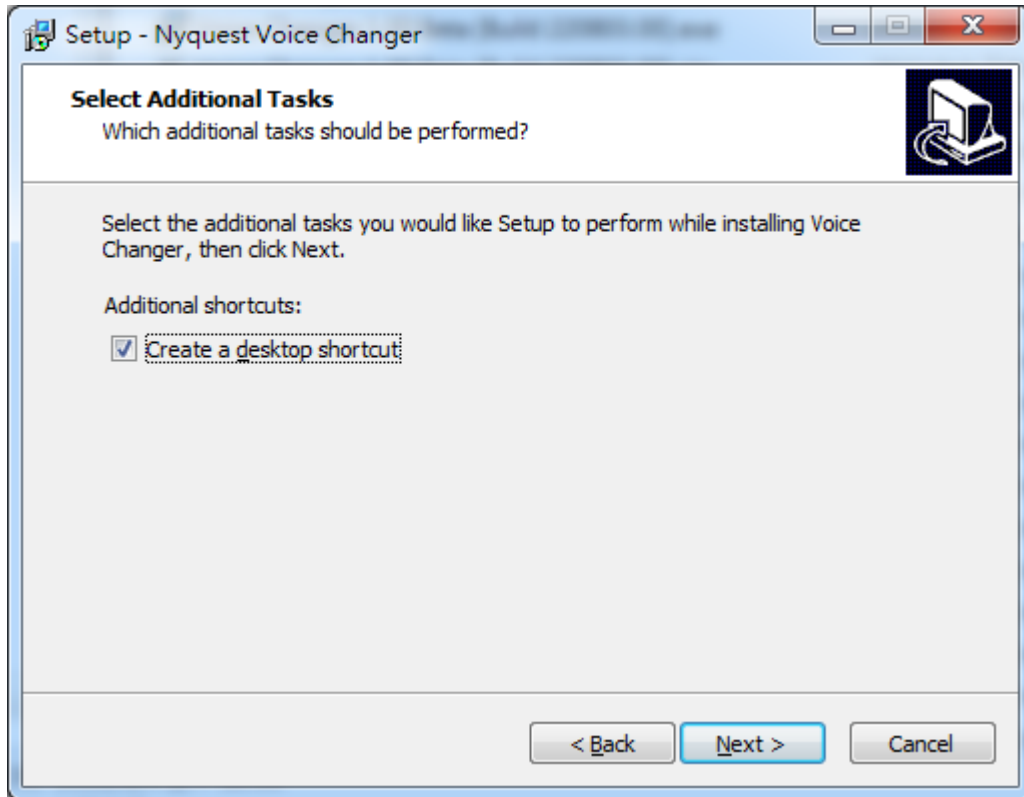 Setup - Nyquest Voice Changer
Select Additional Tasks
Which additional tasks should be performed?
Select the additional tasks you would like Setup to perform while installing Voice
Changer, then click Next.
Additional shortcuts:
Create a desktop shortcut
< Back
Next >
Cancel